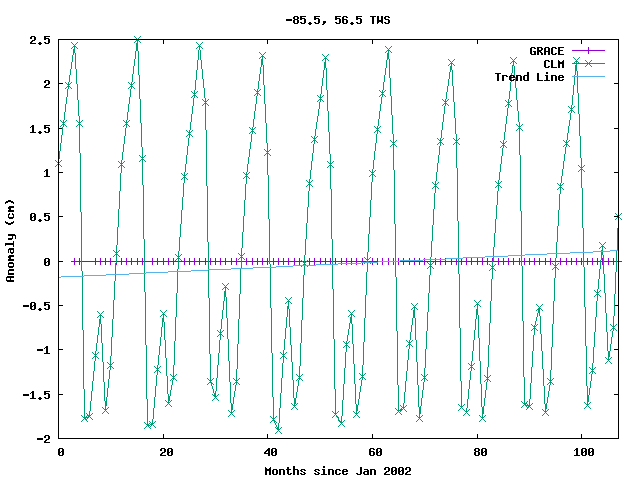 -85.5, 56.5 TWS
GRACE
CLM
Trend Line
2.5
2
1.5
1
0.5
0
-0.5
-1
-1.5
-2
Anomaly (cm)
0 20 40 60 80 100
Months since Jan 2002